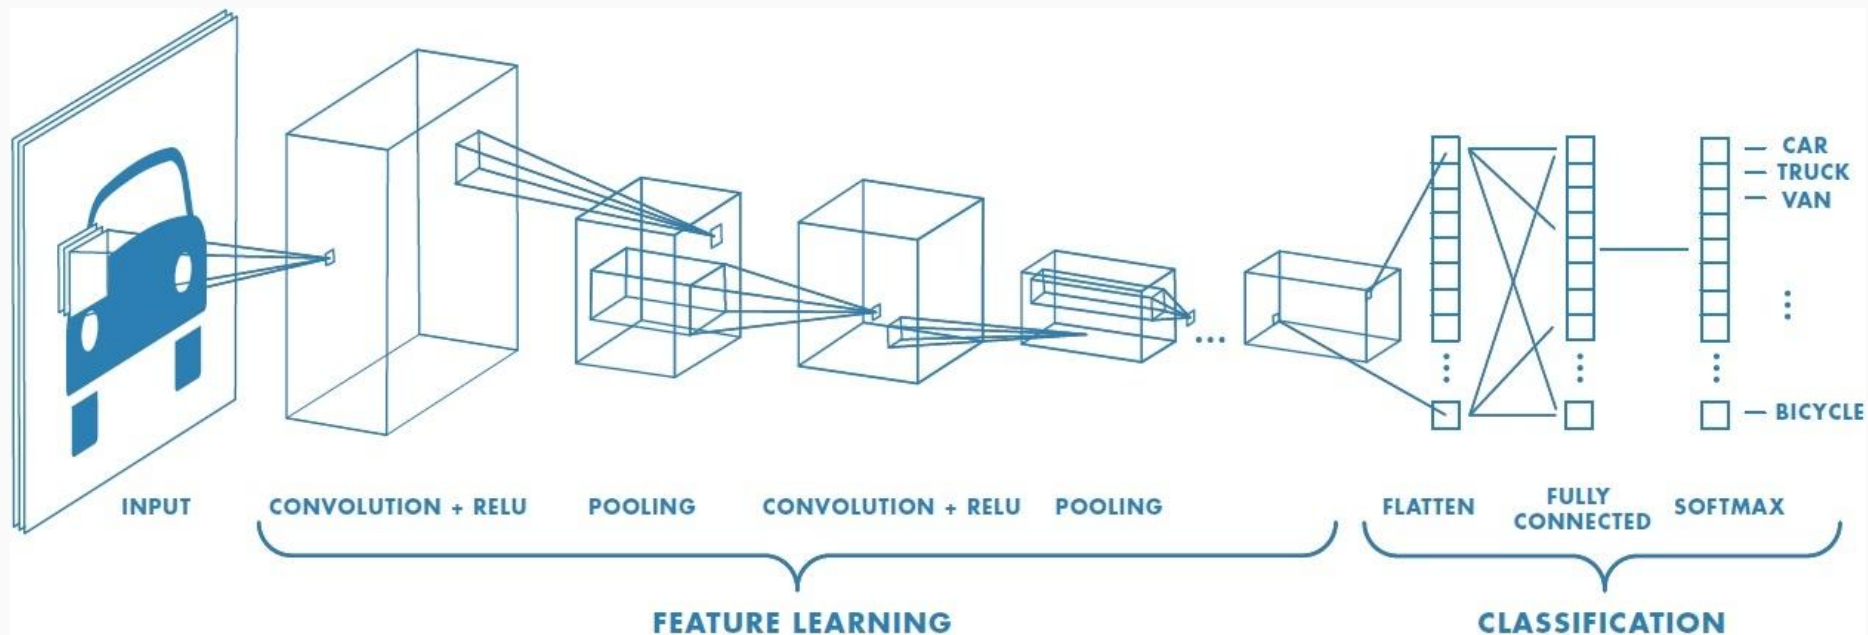 CAR
TRUCK
VAN
BICYCLE
INPUT
CONVOLUTION + RELU
POOLING
CONVOLUTION + RELU
POOLING
FLATTEN
FULLY
CONNECTED
SOFTMAX
FEATURE LEARNING
CLASSIFICATION